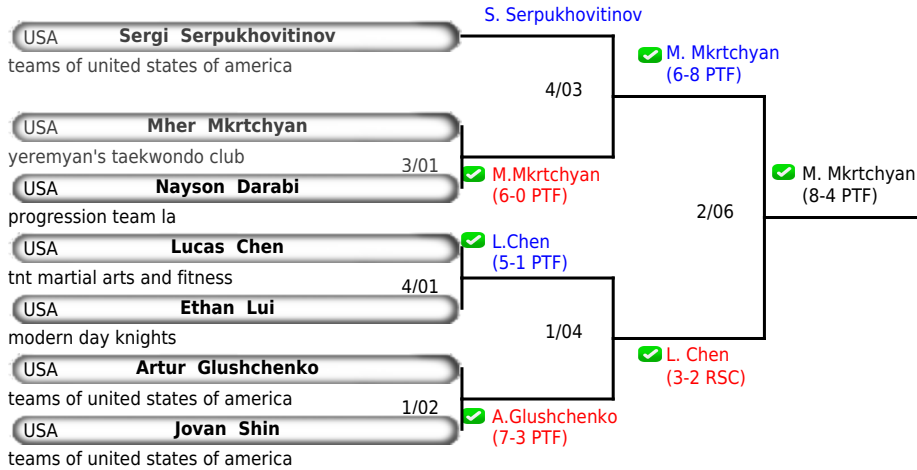 S. Serpukhovitinov
USA Sergi Serpukhovitinov
teams of united states of america
M. Mkrtchyan
(6-8 PTF)
4/03
USA Mher Mkrtchyan
yeremyan's taekwondo club
3/01
M.Mkrtchyan
(6-0 PTF)
M. Mkrtchyan
(8-4 PTF)
USA Nayson Darabi
progression team la
2/06
USA Lucas Chen
L.Chen
(5-1 PTF)
tnt martial arts and fitness
4/01
USA Ethan Lui
modern day knights
1/04
L. Chen
(3-2 RSC)
USA Artur Glushchenko
teams of united states of america
1/02
A.Glushchenko
(7-3 PTF)
USA Jovan Shin
teams of united states of america